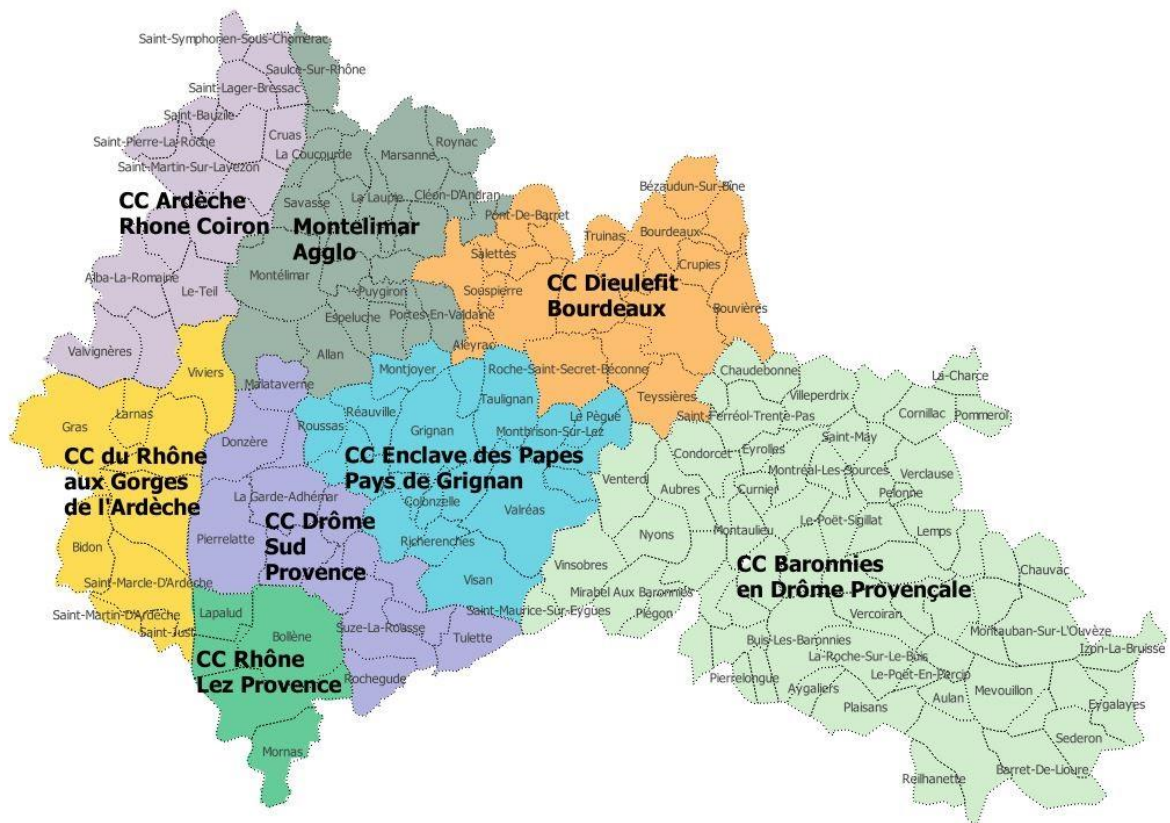 Saint-Symphorien-Sous-Chomérac
Saulce-Sur-Rhône
Saint-Lager-Bressac
Saint-Bauzile
Saint-Pierre-La-Roche
Cruas
La Coucourde
Marsanne
Roynac
Saint-Martin-Sur-Lavezon
CC Ardèche
Rhone Coiron
Savasse
La Laupie
Cléon-D'Andran
Montelimar
Agglo
Montélimar
Puygiron
Espeluche
Portes-En-Valdaine
Allan
Alba-La-Romaine
Le-Teil
Valvignères
Bézaudun-Sur-Bîne
Pont-De-Barret
Truinas
Bourdeaux
Salettes
Crupies
Souspierre
CC Dieulefit
Bourdeaux
Bouvières
Aleyrac
Roche-Saint-Secret-Béconne
Teyssières
Viviers
Larnas
Gras
CC du Rhône
aux Gorges
de l'Ardèche
Bidon
Saint-Marcle-D'Ardèche
Saint-Martin-D'Ardèche
Saint-Just
Malataverne
Donzère
La Garde-Adhémar
Pierrelatte
CC Drôme
Sud
Provence
Suze-La-Rousse
Tulette
Rochegude
Montjoyer
Réauville
Taulignan
Roussas
Grignan
Le Pègue
Montbrison-Sur-Lez
CC Enclave des Papes
Pays de Grignan
Colonzelle
Valréas
Richerenches
Visan
Lapalud
Bollène
CC Rhône
Lez Provence
Mornas
Chaudebonne
La-Charce
Villeperdrix
Cornillac
Pommerol
Saint-Ferréol-Trente-Pas
Saint-May
Condorcet
Eyrolles
Montréal-Les-Sources
Verclause
Venterol
Aubres
Curnier
Pelonne
Nyons
Montaulieu
Le-Poët-Sigillat
Lemps
Vinsobres
CC Baronnies
en Drôme Provençale
Chauvac
Mirabel Aux Baronnies
Saint-Maurice-Sur-Eygues
Piégon
Vercoiran
Montauban-Sur-L'Ouvèze
Buis-Les-Baronnies
Izon-La-Bruisse
La-Roche-Sur-Le-Buis
Pierrelongue
Le-Poët-En-Percip
Aygaliers
Aulan
Mevouillon
Plaisans
Eygalayes
Sederon
Reilhanette
Barret-De-Lioure